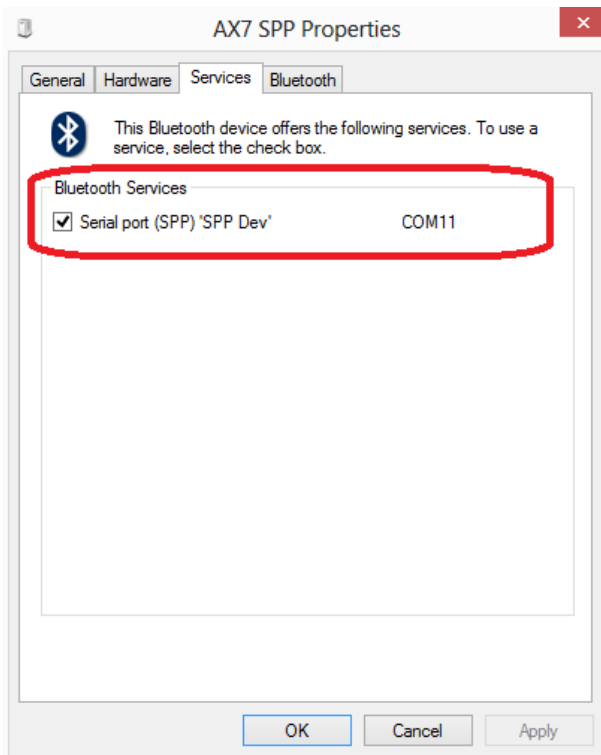 AX7 SPP Properties
General Hardware Services Bluetooth
This Bluetooth device offers the following services. To use a
service, select the check box.
Bluetooth Services
Serial port (SPP) 'SPP Dev' COM11
OK Cancel Apply